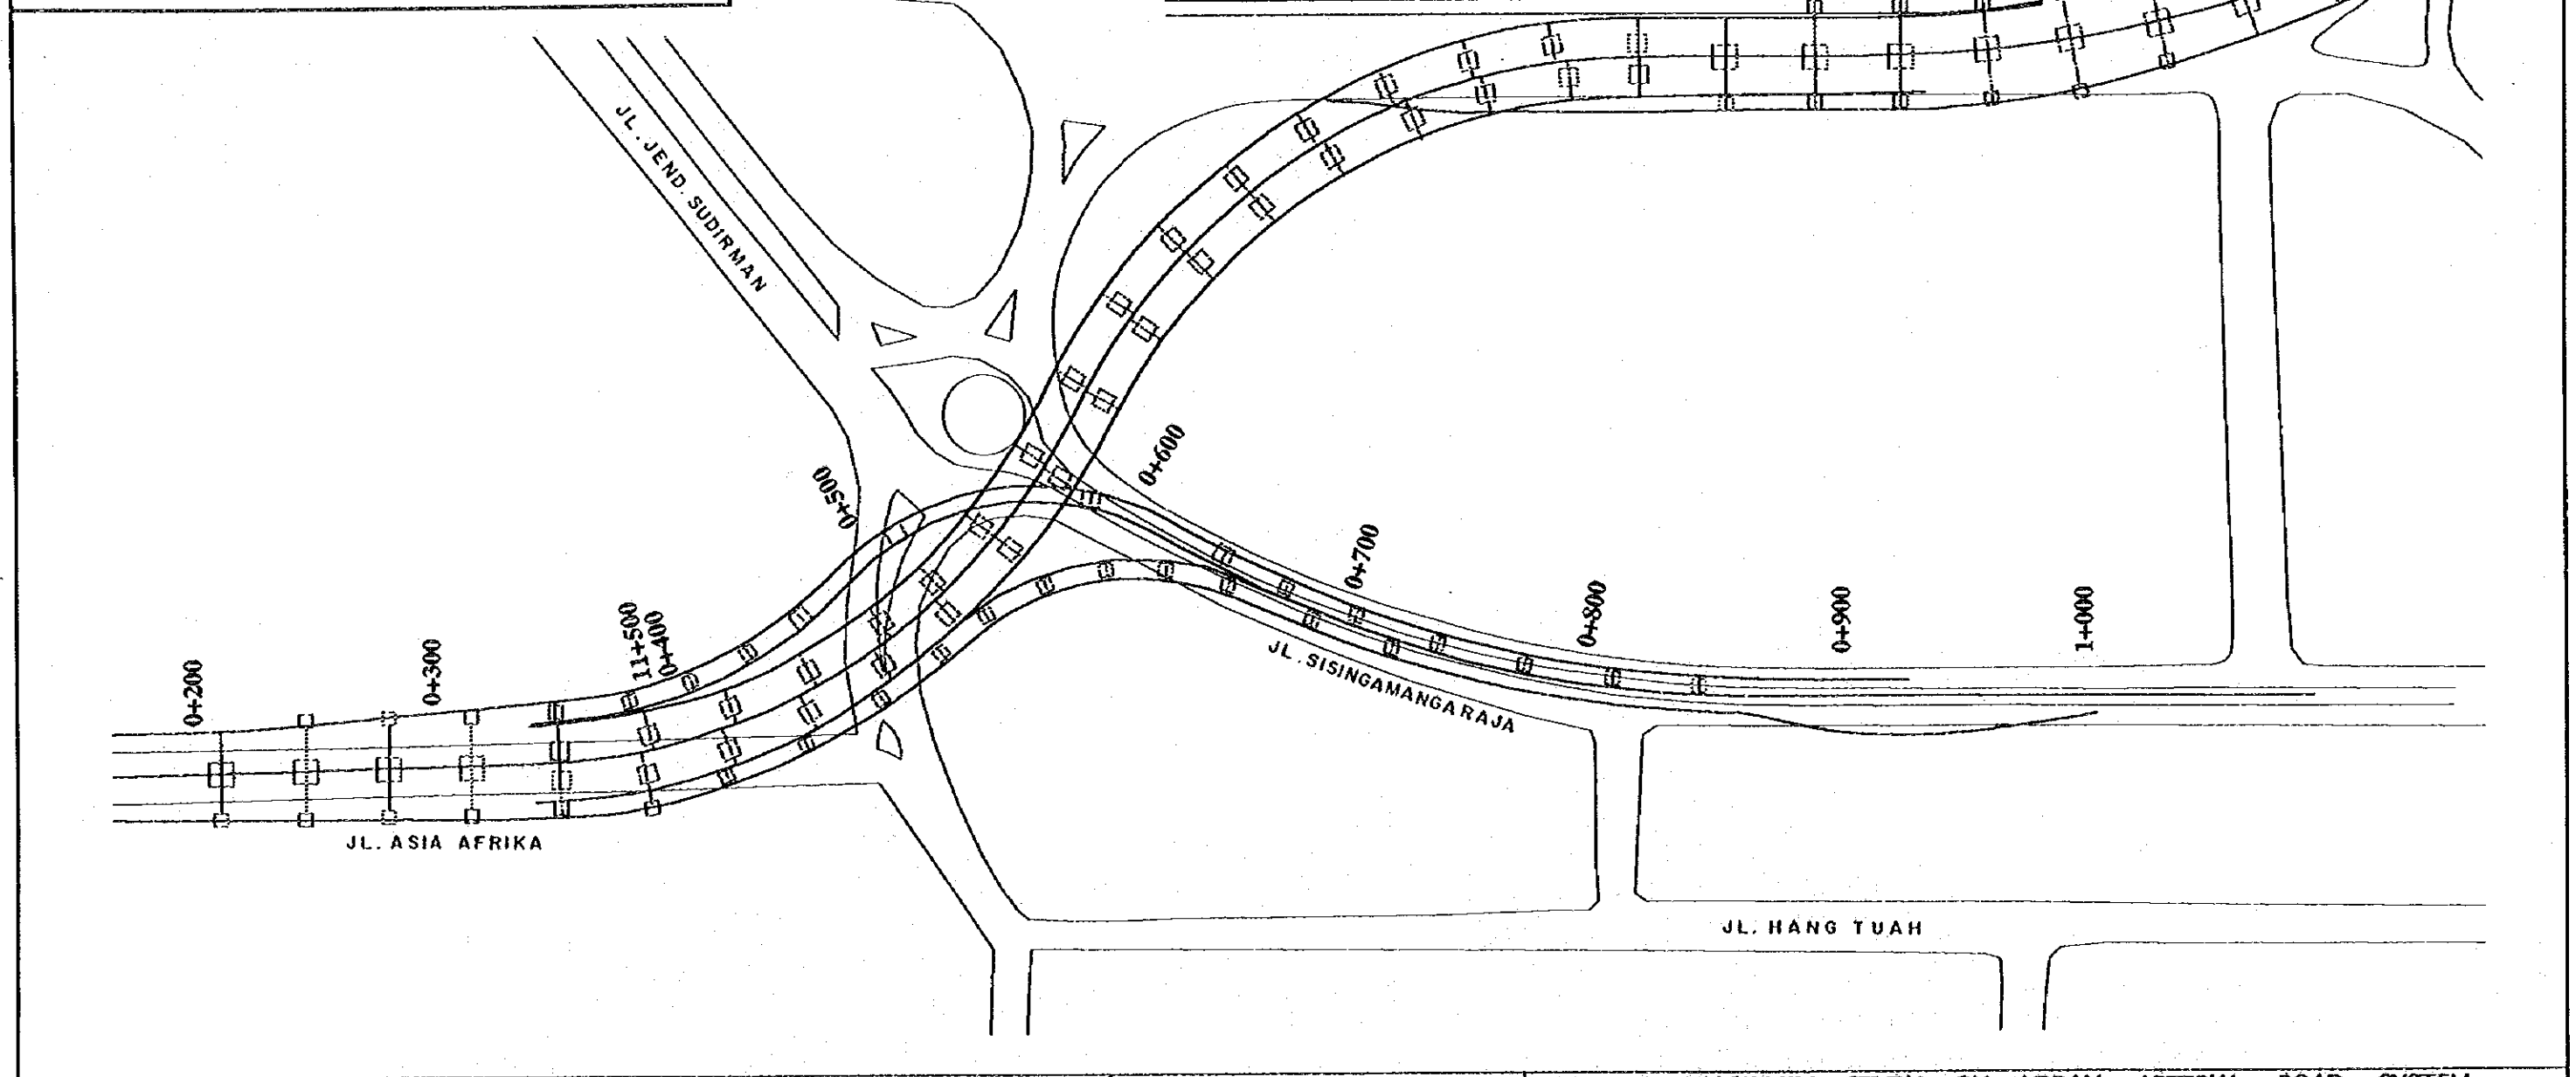 JL. JEND. SUDIRMAN
0+600
0+500
0+700
0+800
0+900
1+000
11+500
0+400
0+300
0+200
JL. SISINGAMANGARAJA
JL. ASIA AFRIKA
JL. HANG TUAH